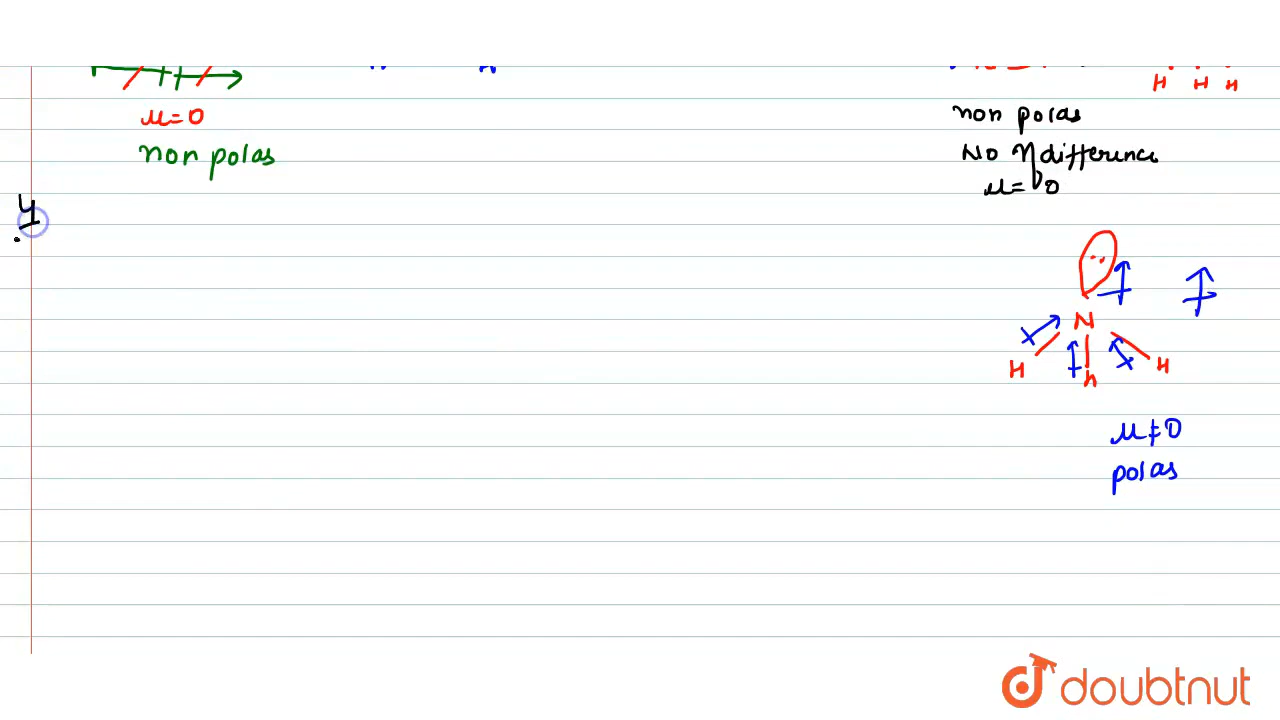 μ=0
non polar
4
H H H
non polar
No η difference
μ=0
N
H h H
μ≠0
polar
doubtnut